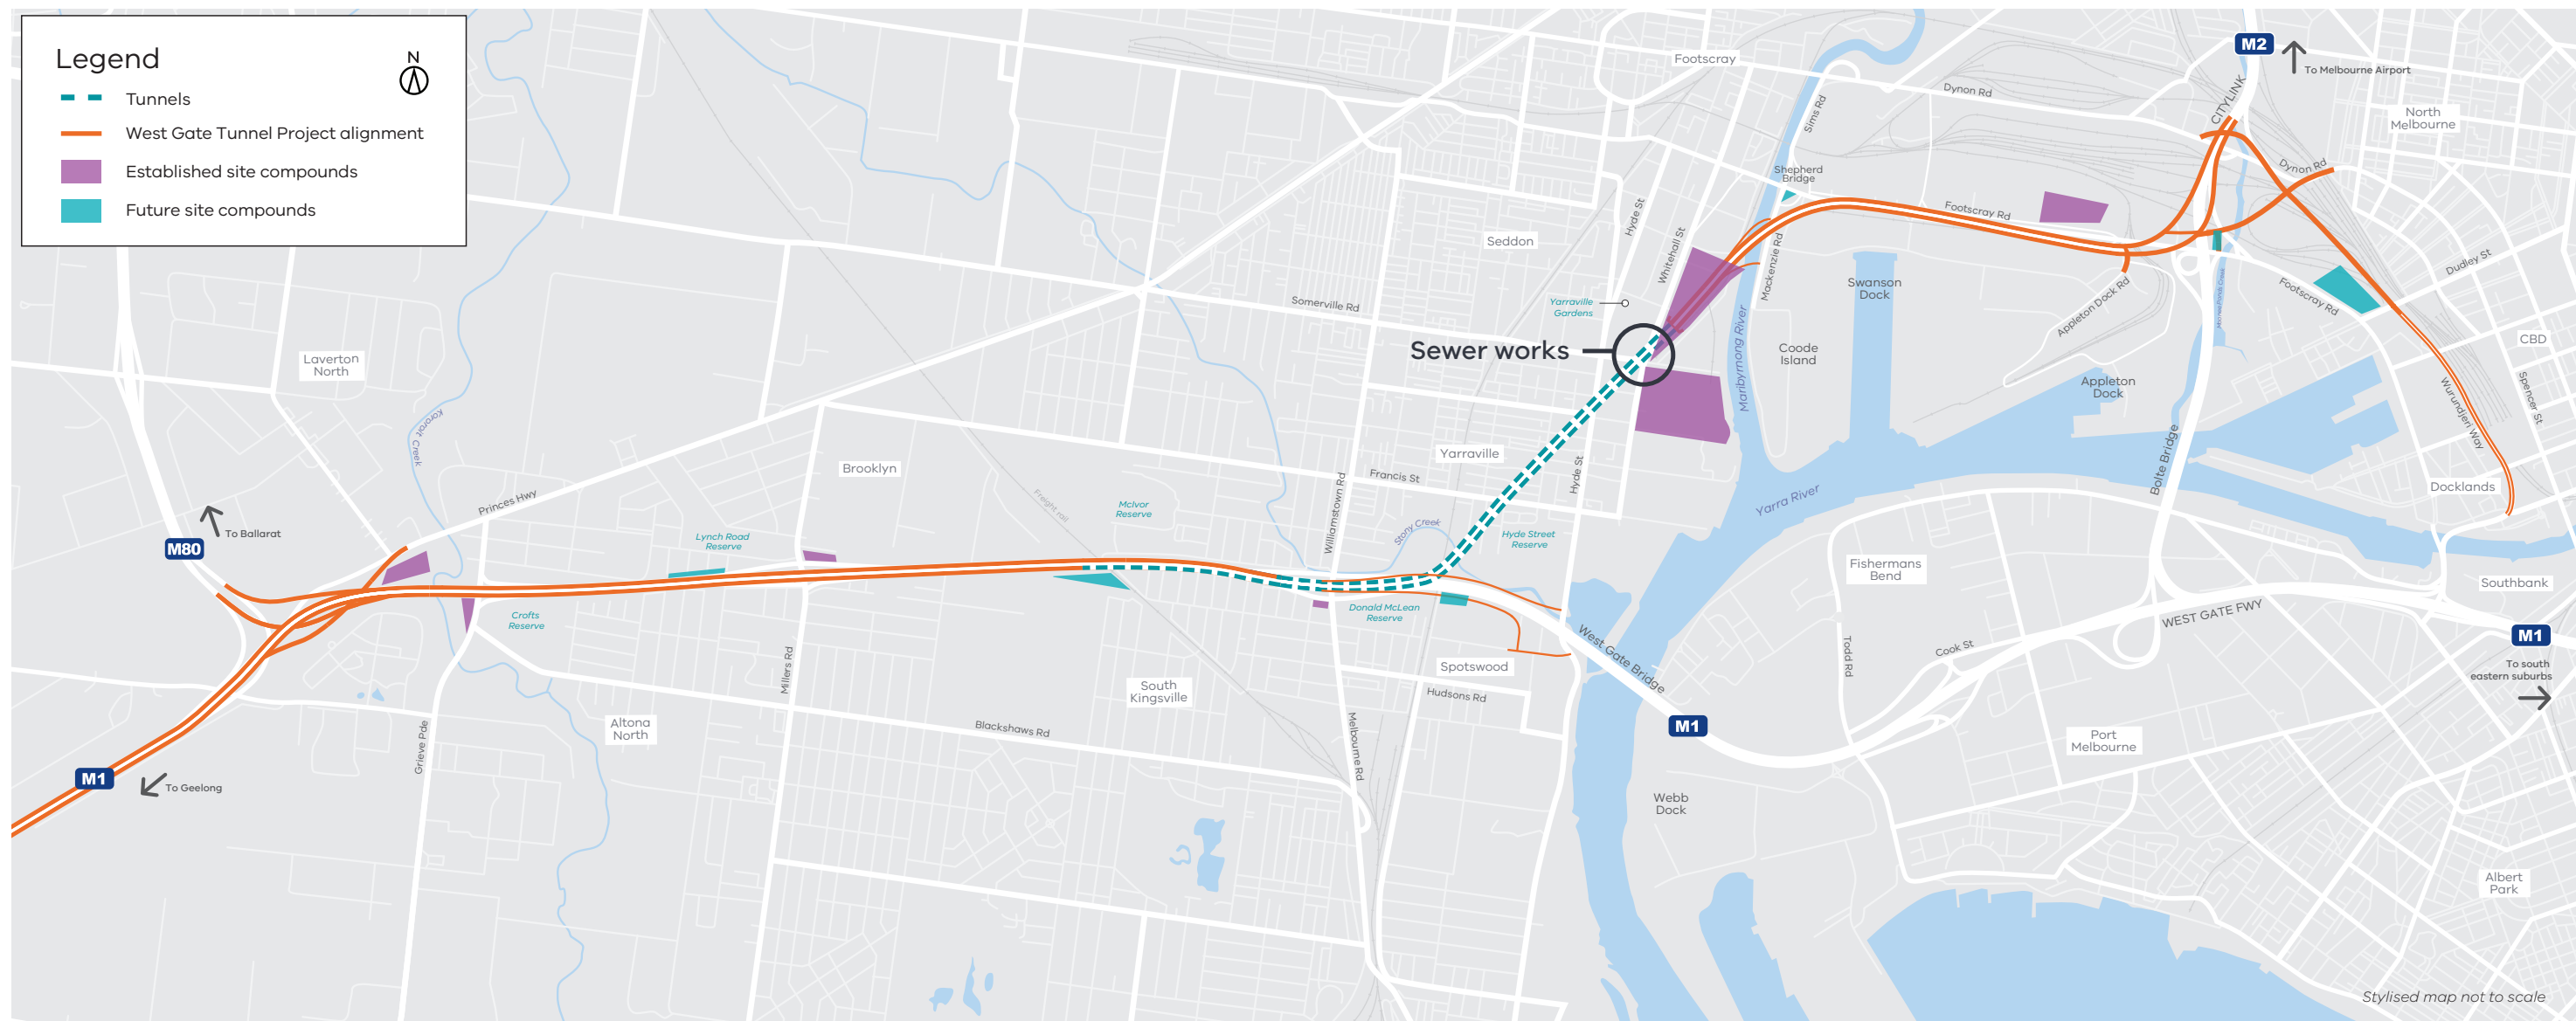 Legend
N
Tunnels
West Gate Tunnel Project alignment
Established site compounds
Future site compounds
M2
To Melbourne Airport
CITYLINK
North
Melbourne
Footscray
Dynon Rd
Sims Rd
Dynon Rd
Shepherd
Bridge
Footscray Rd
Hyde St
Whitehall St
Mackenzie Rd
Seddon
Dudley St
Swanson
Dock
Footscray Rd
Appleton Dock Rd
Yarraville
Gardens
Somerville Rd
Sewer works
Maribyrnong River
Coode
Island
CBD
Laverton
North
Appleton
Dock
Spencer St
Wurundjeri Way
Koroit Creek
Brooklyn
Yarraville
Francis St
Hyde St
Bolte Bridge
Docklands
Princes Hwy
Freight rail
McIvor
Reserve
Williamstown Rd
Stony Creek
Yarra River
To Ballarat
M80
Lynch Road
Reserve
Hyde Street
Reserve
Fishermans
Bend
Southbank
Crofts
Reserve
Donald McLean
Reserve
WEST GATE FWY
M1
West Gate Bridge
Todd Rd
Cook St
To south
eastern suburbs
Millers Rd
Spotswood
South
Kingsville
Hudsons Rd
Altona
North
Blackshaws Rd
Melbourne Rd
M1
Port
Melbourne
Grieve Pde
M1
To Geelong
Webb
Dock
Albert
Park
Stylised map not to scale